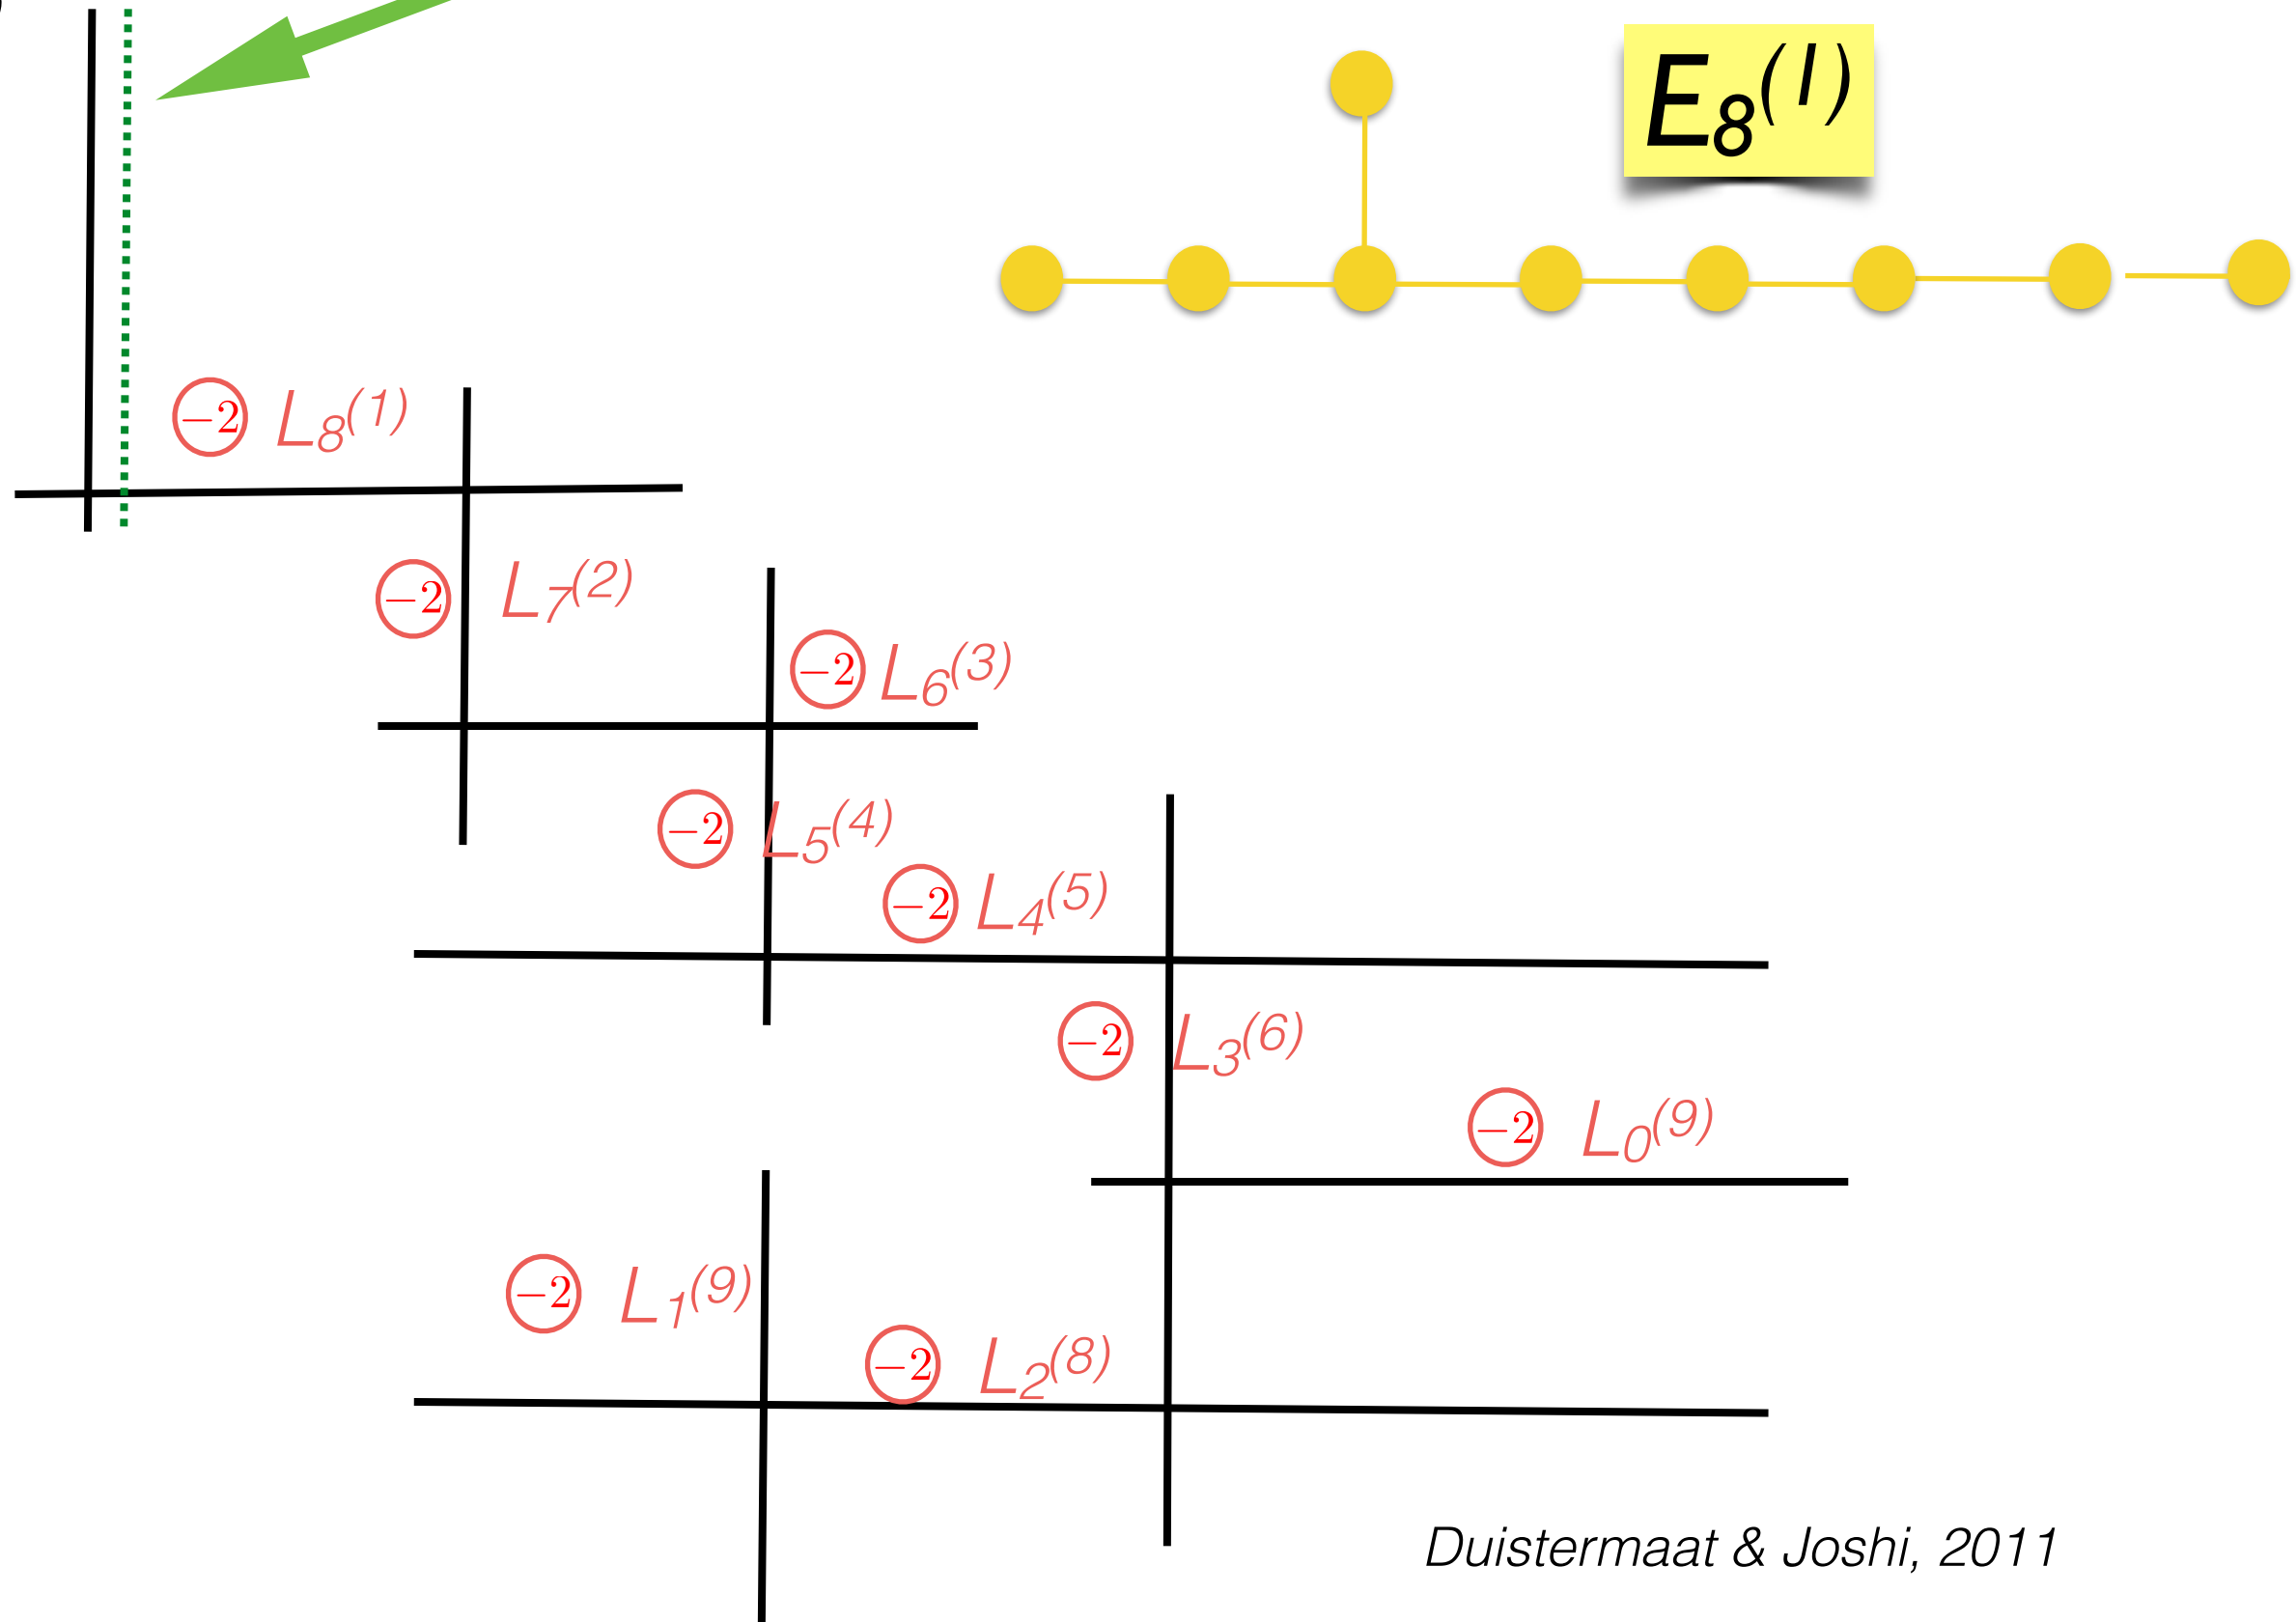 E₈⁽¹⁾
−2 L₈⁽¹⁾
−2 L₇⁽²⁾
−2 L₆⁽³⁾
−2 L₅⁽⁴⁾
−2 L₄⁽⁵⁾
−2 L₃⁽⁶⁾
−2 L₀⁽⁹⁾
−2 L₁⁽⁹⁾
−2 L₂⁽⁸⁾
Duistermaat & Joshi, 2011